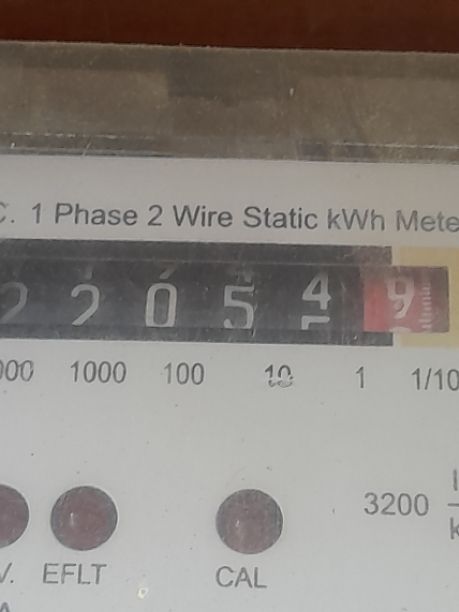 C. 1 Phase 2 Wire Static kWh Mete
2 2 0 5 4 9
000 1000 100 10 1 1/10
3200
V. EFLT CAL